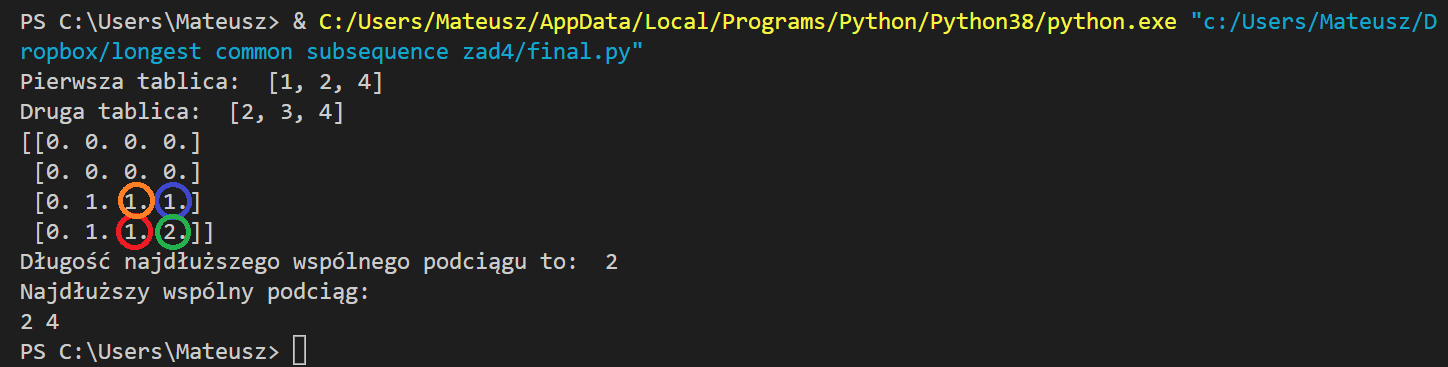 PS C:\Users\Mateusz> & C:/Users/Mateusz/AppData/Local/Programs/Python/Python38/python.exe "c:/Users/Mateusz/D
ropbox/longest common subsequence zad4/final.py"
Pierwsza tablica:  [1, 2, 4]
Druga tablica:  [2, 3, 4]
[[0. 0. 0. 0.]
 [0. 0. 0. 0.]
 [0. 1. 1. 1.]
 [0. 1. 1. 2.]]
Długość najdłuższego wspólnego podciągu to:  2
Najdłuższy wspólny podciąg:
2 4
PS C:\Users\Mateusz>